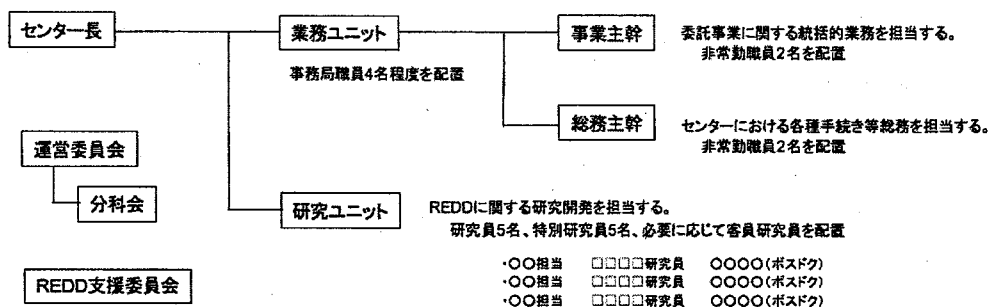 センター長
業務ユニット
事業主幹
委託事業に関する統括的業務を担当する。
非常勤職員2名を配置
事務局職員4名程度を配置
総務主幹
センターにおける各種手続き等総務を担当する。
非常勤職員2名を配置
運営委員会
分科会
研究ユニット
REDDに関する研究開発を担当する。
研究員5名、特別研究員5名、必要に応じて客員研究員を配置
REDD支援委員会
・〇〇担当 □□□□研究員 〇〇〇〇(ポスドク)
・〇〇担当 □□□□研究員 〇〇〇〇(ポスドク)
・〇〇担当 □□□□研究員 〇〇〇〇(ポスドク)